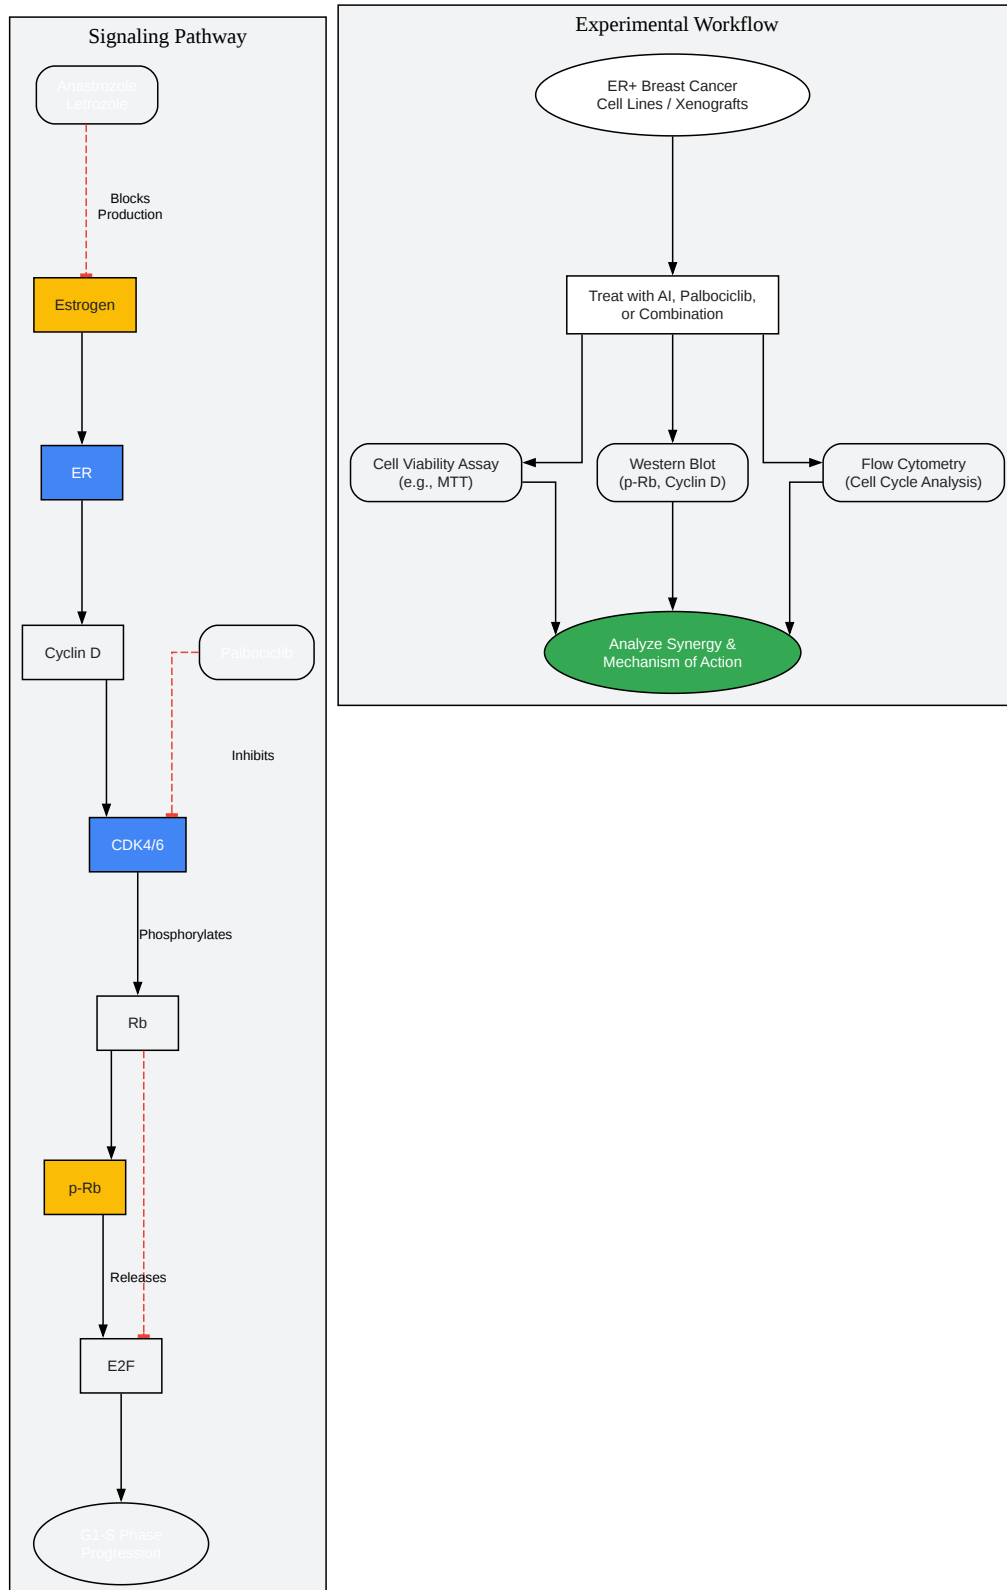 Signaling Pathway
Anastrozole
Letrozole
Blocks
Production
Estrogen
ER
Cyclin D
Palbociclib
Inhibits
CDK4/6
Phosphorylates
Rb
p-Rb
Releases
E2F
G1-S Phase
Progression
Experimental Workflow
ER+ Breast Cancer
Cell Lines / Xenografts
Treat with AI, Palbociclib,
or Combination
Cell Viability Assay
(e.g., MTT)
Western Blot
(p-Rb, Cyclin D)
Flow Cytometry
(Cell Cycle Analysis)
Analyze Synergy &
Mechanism of Action